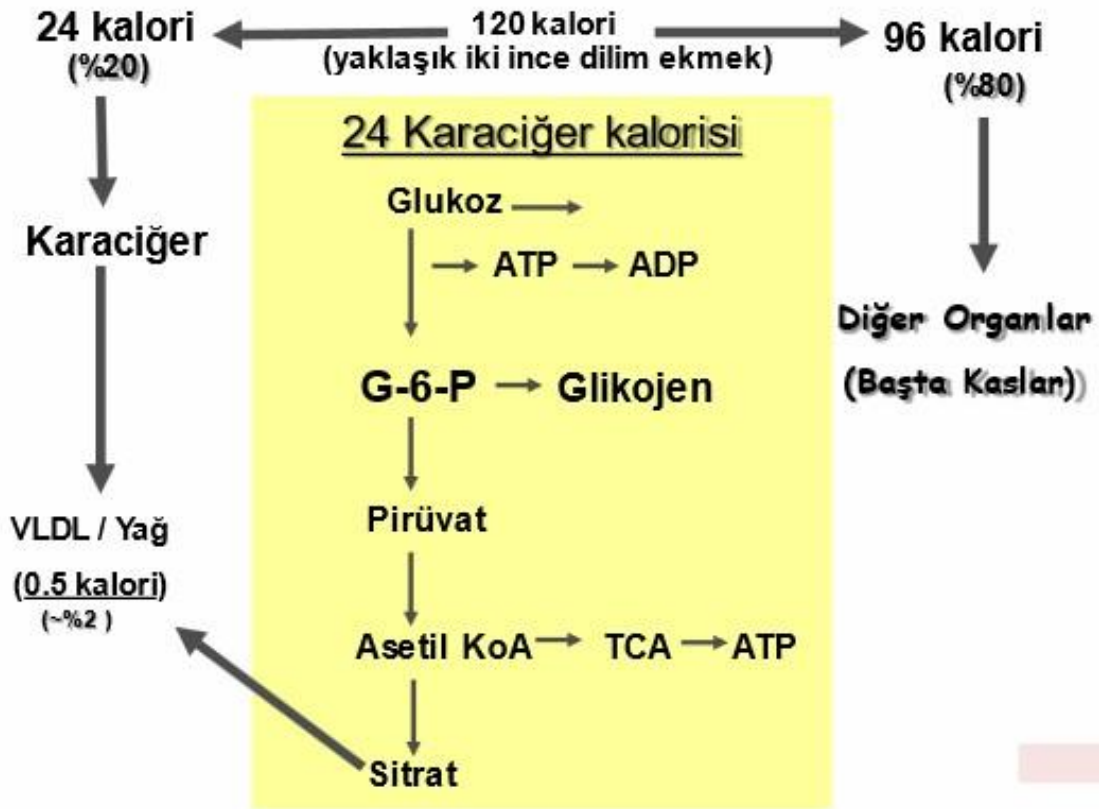 24 kalori
(%20)
120 kalori
(yaklaşık iki ince dilim ekmek)
96 kalori
(%80)
24 Karaciğer kalorisi
Glukoz
ATP
ADP
Karaciğer
Diğer Organlar
(Başta Kaslar)
G-6-P
Glikojen
Pirüvat
VLDL / Yağ
(0.5 kalori)
(~%2 )
Asetil KoA
TCA
ATP
Sitrat